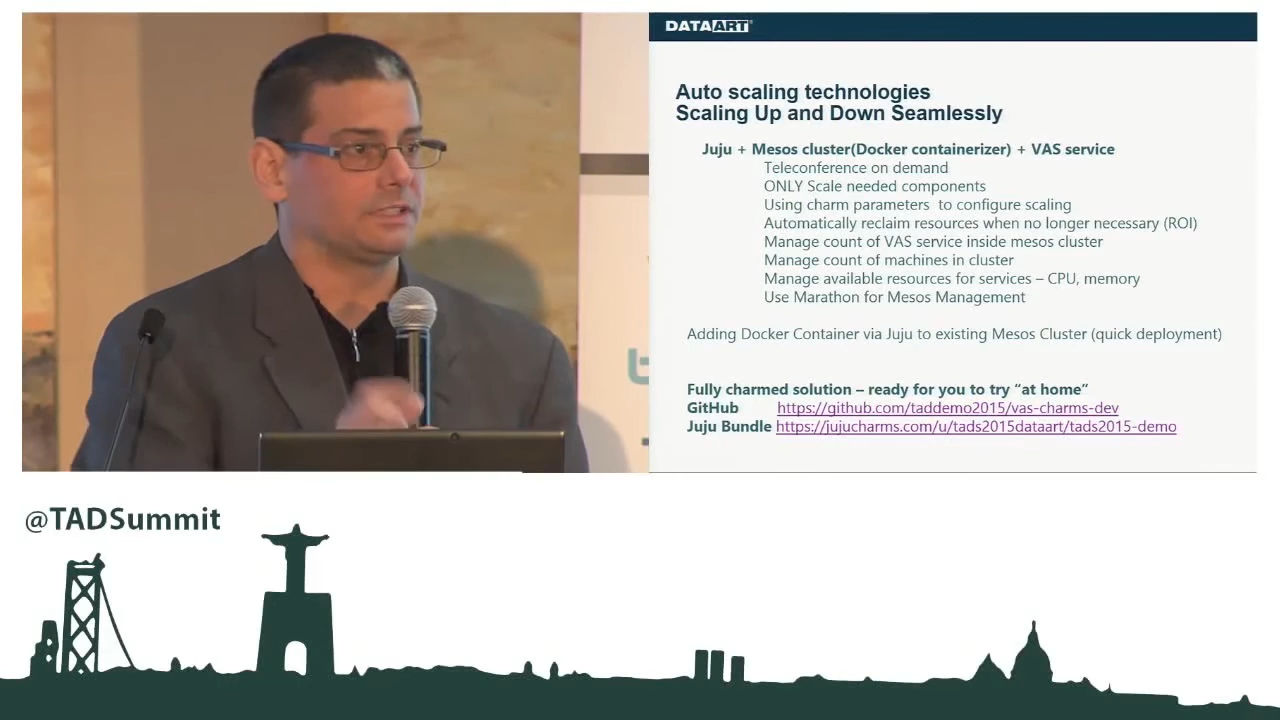 DATAART
Auto scaling technologies
Scaling Up and Down Seamlessly
Juju + Mesos cluster(Docker containerizer) + VAS service
Teleconference on demand
ONLY Scale needed components
Using charm parameters  to configure scaling
Automatically reclaim resources when no longer necessary (ROI)
Manage count of VAS service inside mesos cluster
Manage count of machines in cluster
Manage available resources for services – CPU, memory
Use Marathon for Mesos Management
Adding Docker Container via Juju to existing Mesos Cluster (quick deployment)
Fully charmed solution – ready for you to try “at home”
GitHub https://github.com/taddemo2015/vas-charms-dev
Juju Bundle https://jujucharms.com/u/tads2015dataart/tads2015-demo
@TADSummit